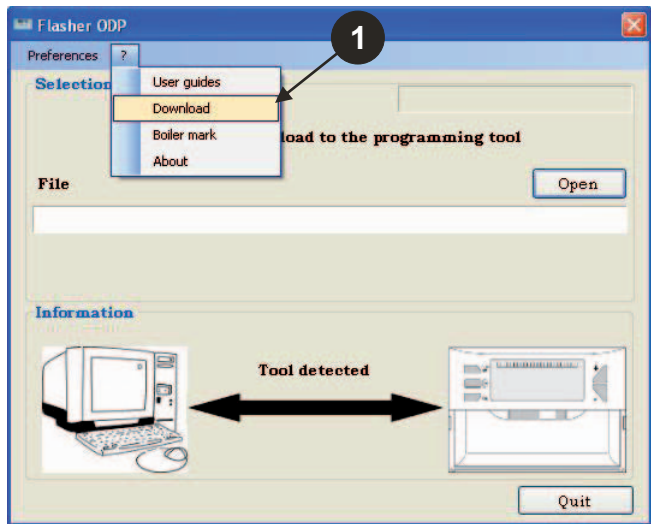 Flasher ODP
1
Preferences ?
Selection
User guides
Download
Boiler mark
About
load to the programming tool
File
Open
Information
Tool detected
Quit